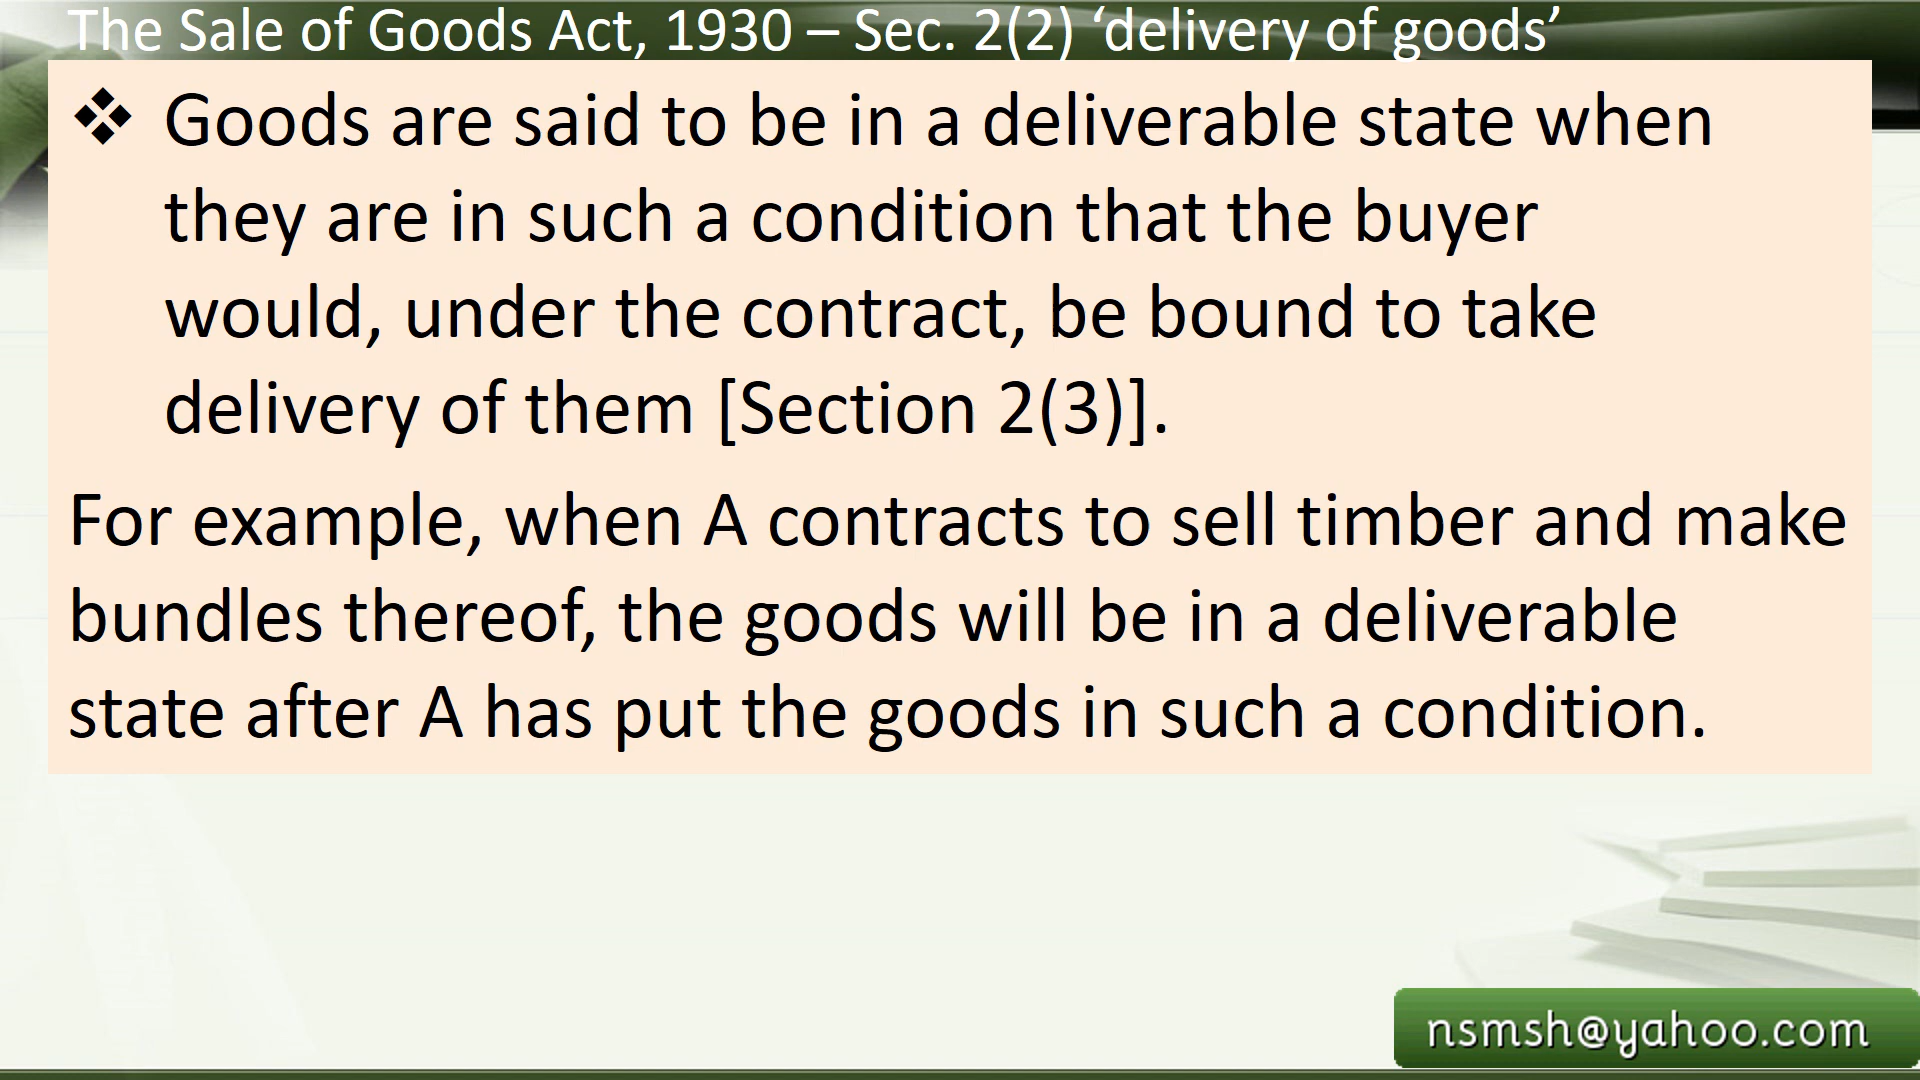 The Sale of Goods Act, 1930 – Sec. 2(2) ‘delivery of goods’
❖ Goods are said to be in a deliverable state when
they are in such a condition that the buyer
would, under the contract, be bound to take
delivery of them [Section 2(3)].
For example, when A contracts to sell timber and make
bundles thereof, the goods will be in a deliverable
state after A has put the goods in such a condition.
nsmsh@yahoo.com